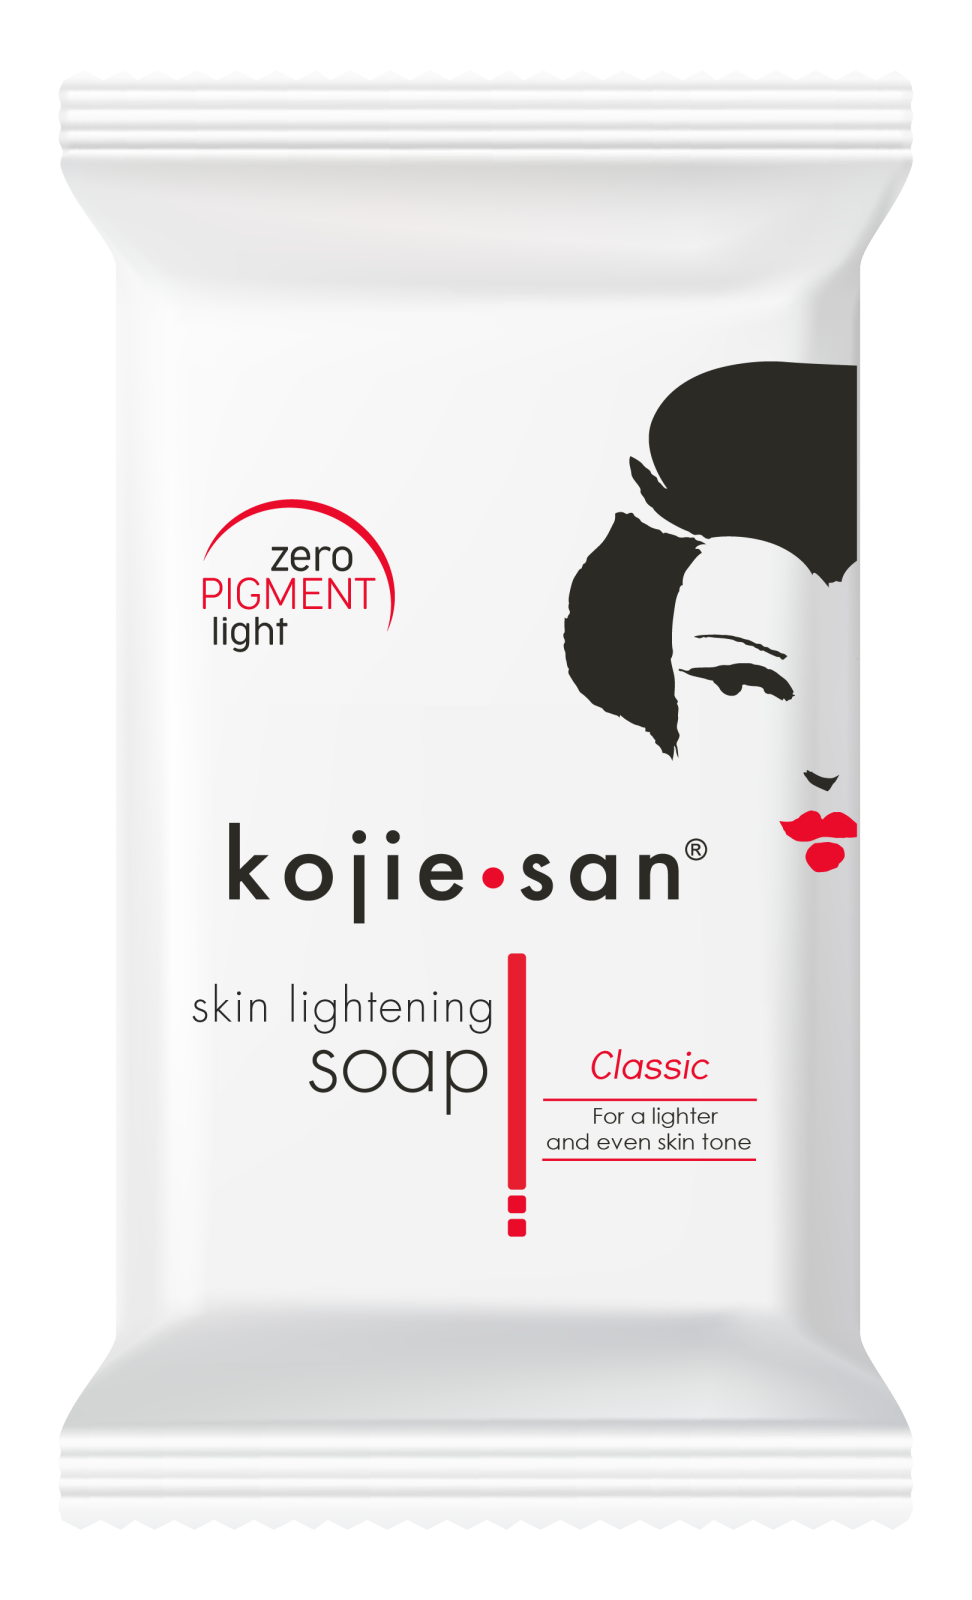 zero
PIGMENT
light
kojie•san®
skin lightening
soap
Classic
For a lighter
and even skin tone